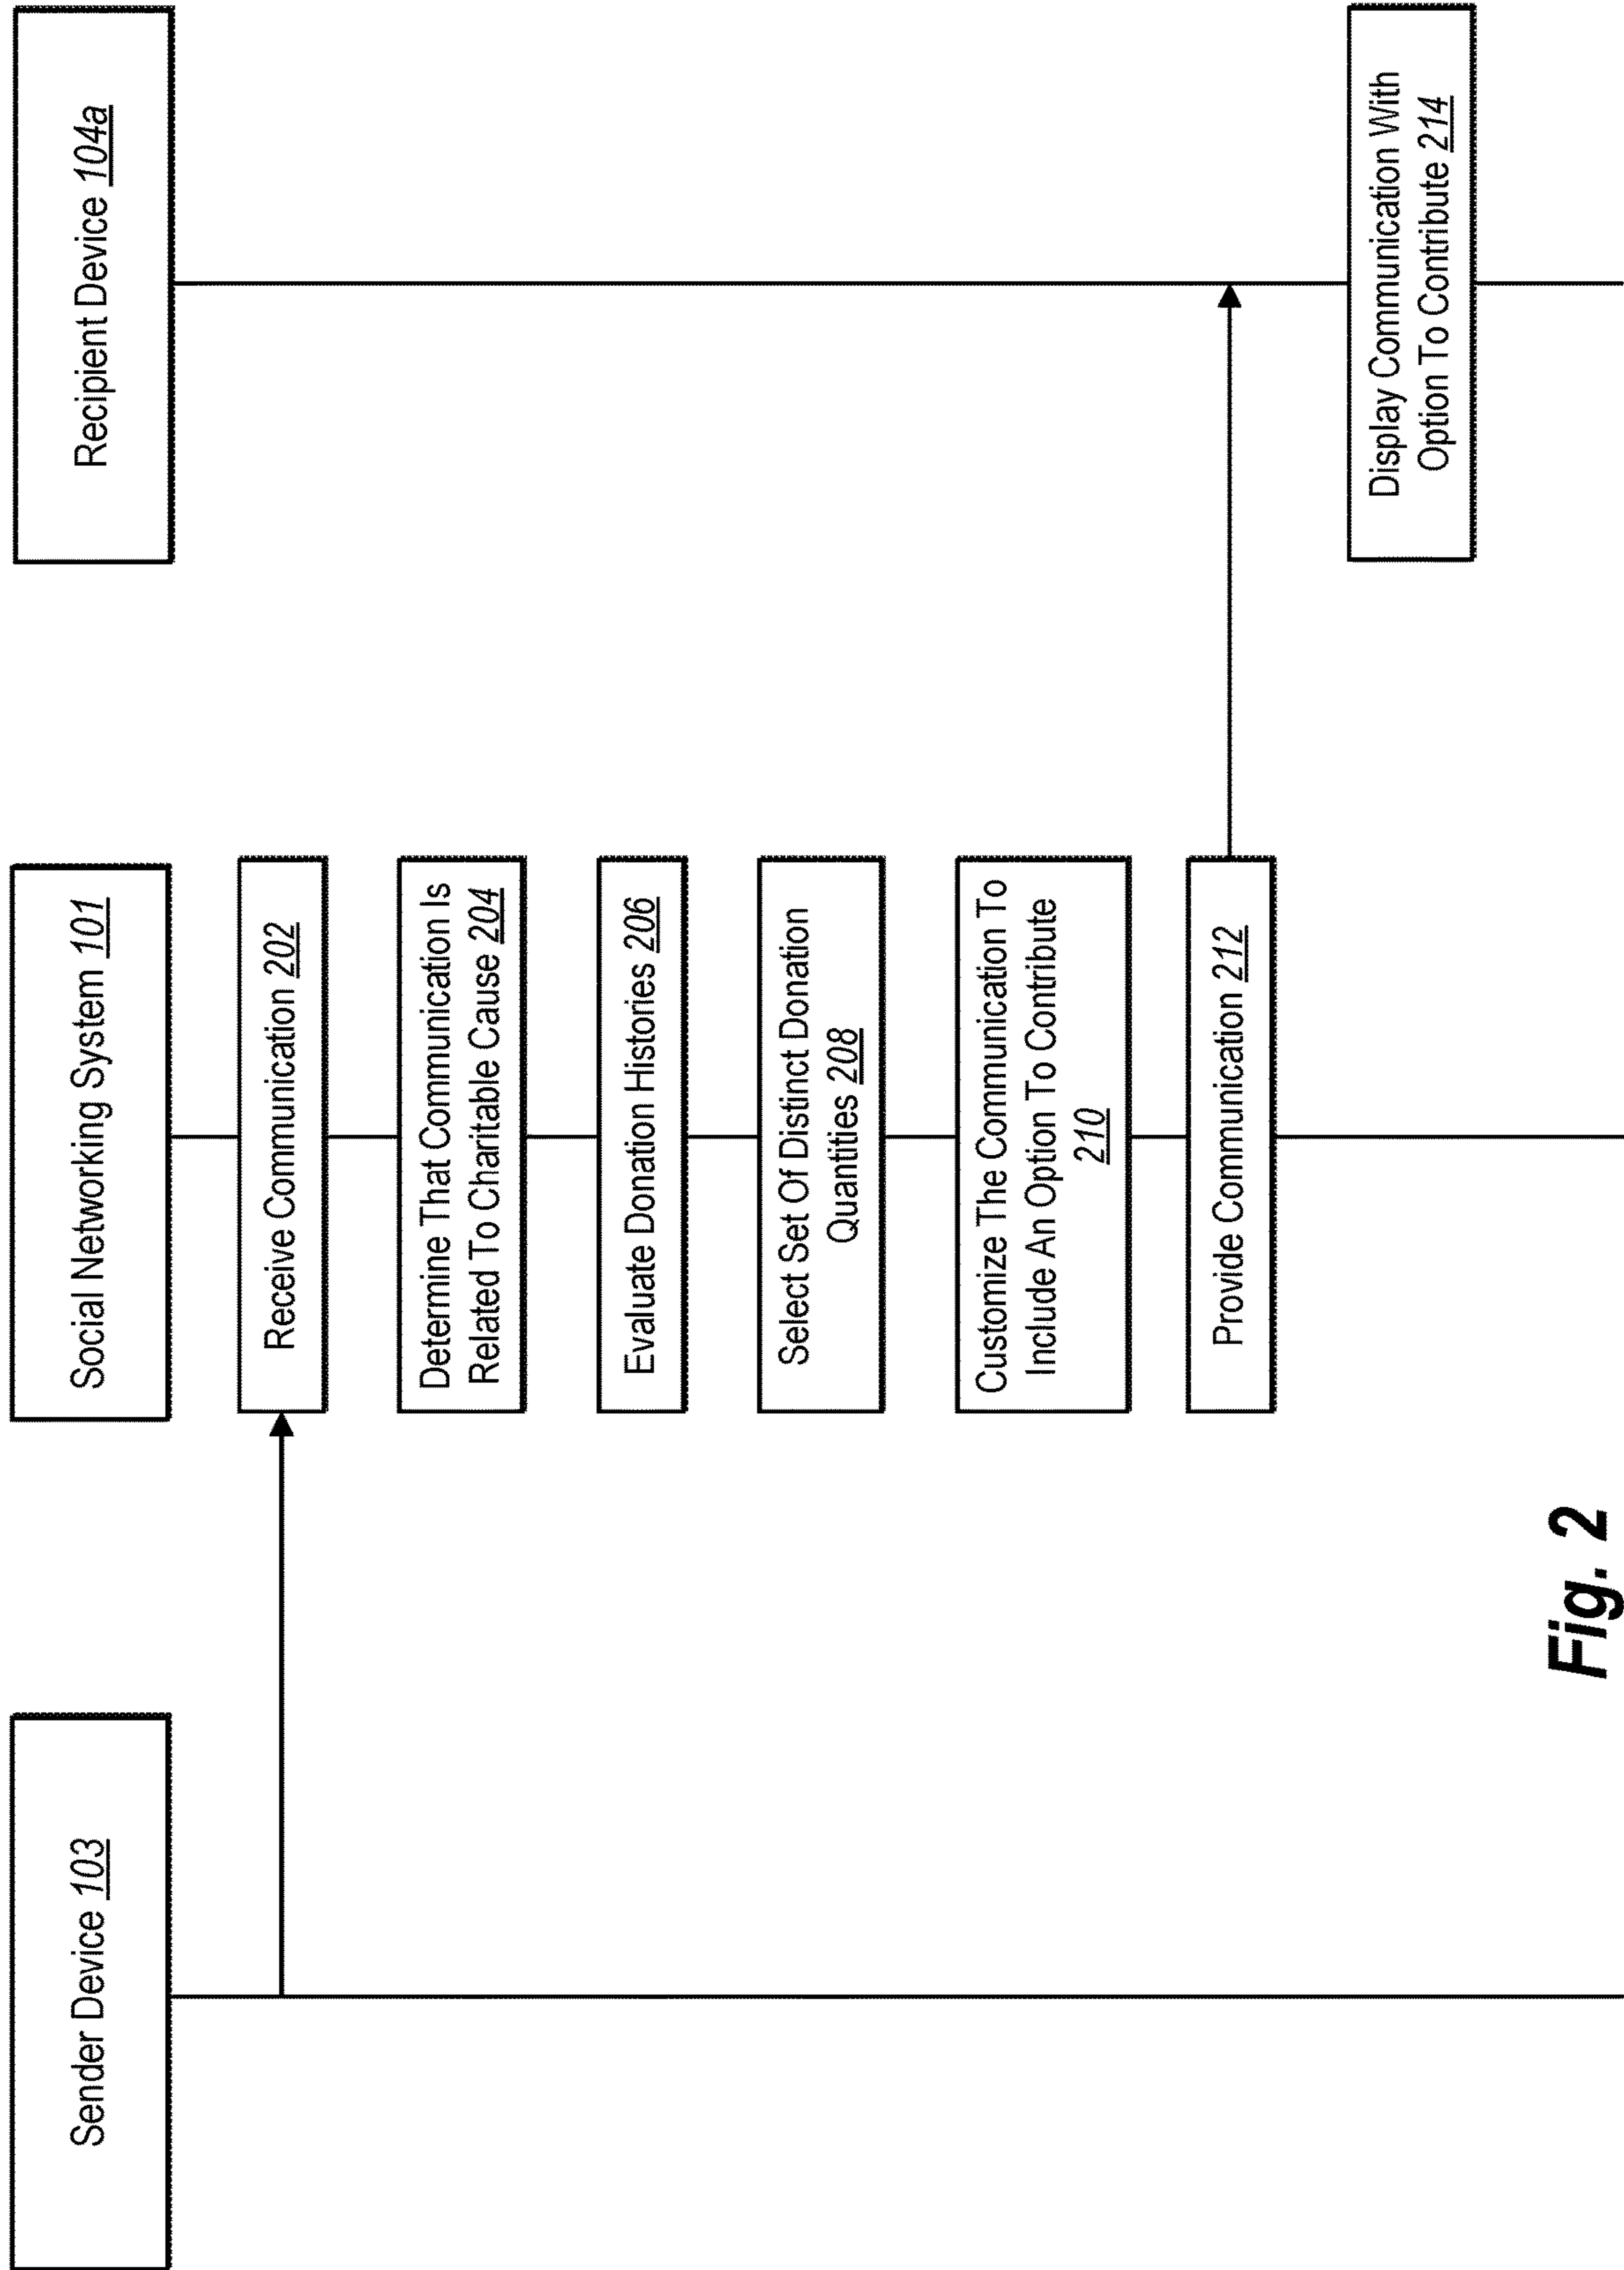 Sender Device 103
Social Networking System 101
Recipient Device 104a
Receive Communication 202
Determine That Communication Is
Related To Charitable Cause 204
Evaluate Donation Histories 206
Select Set Of Distinct Donation
Quantities 208
Customize The Communication To
Include An Option To Contribute
210
Provide Communication 212
Display Communication With
Option To Contribute 214
Fig. 2